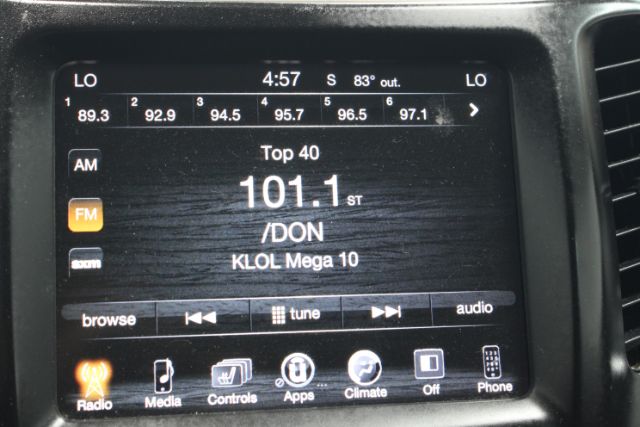 LO 4:57 S 83° out. LO
1 89.3 2 92.9 3 94.5 4 95.7 5 96.5 6 97.1
AM
Top 40
101.1 ST
FM
/DON
sxm
KLOL Mega 10
browse tune audio
Radio Media Controls Apps Climate Off Phone